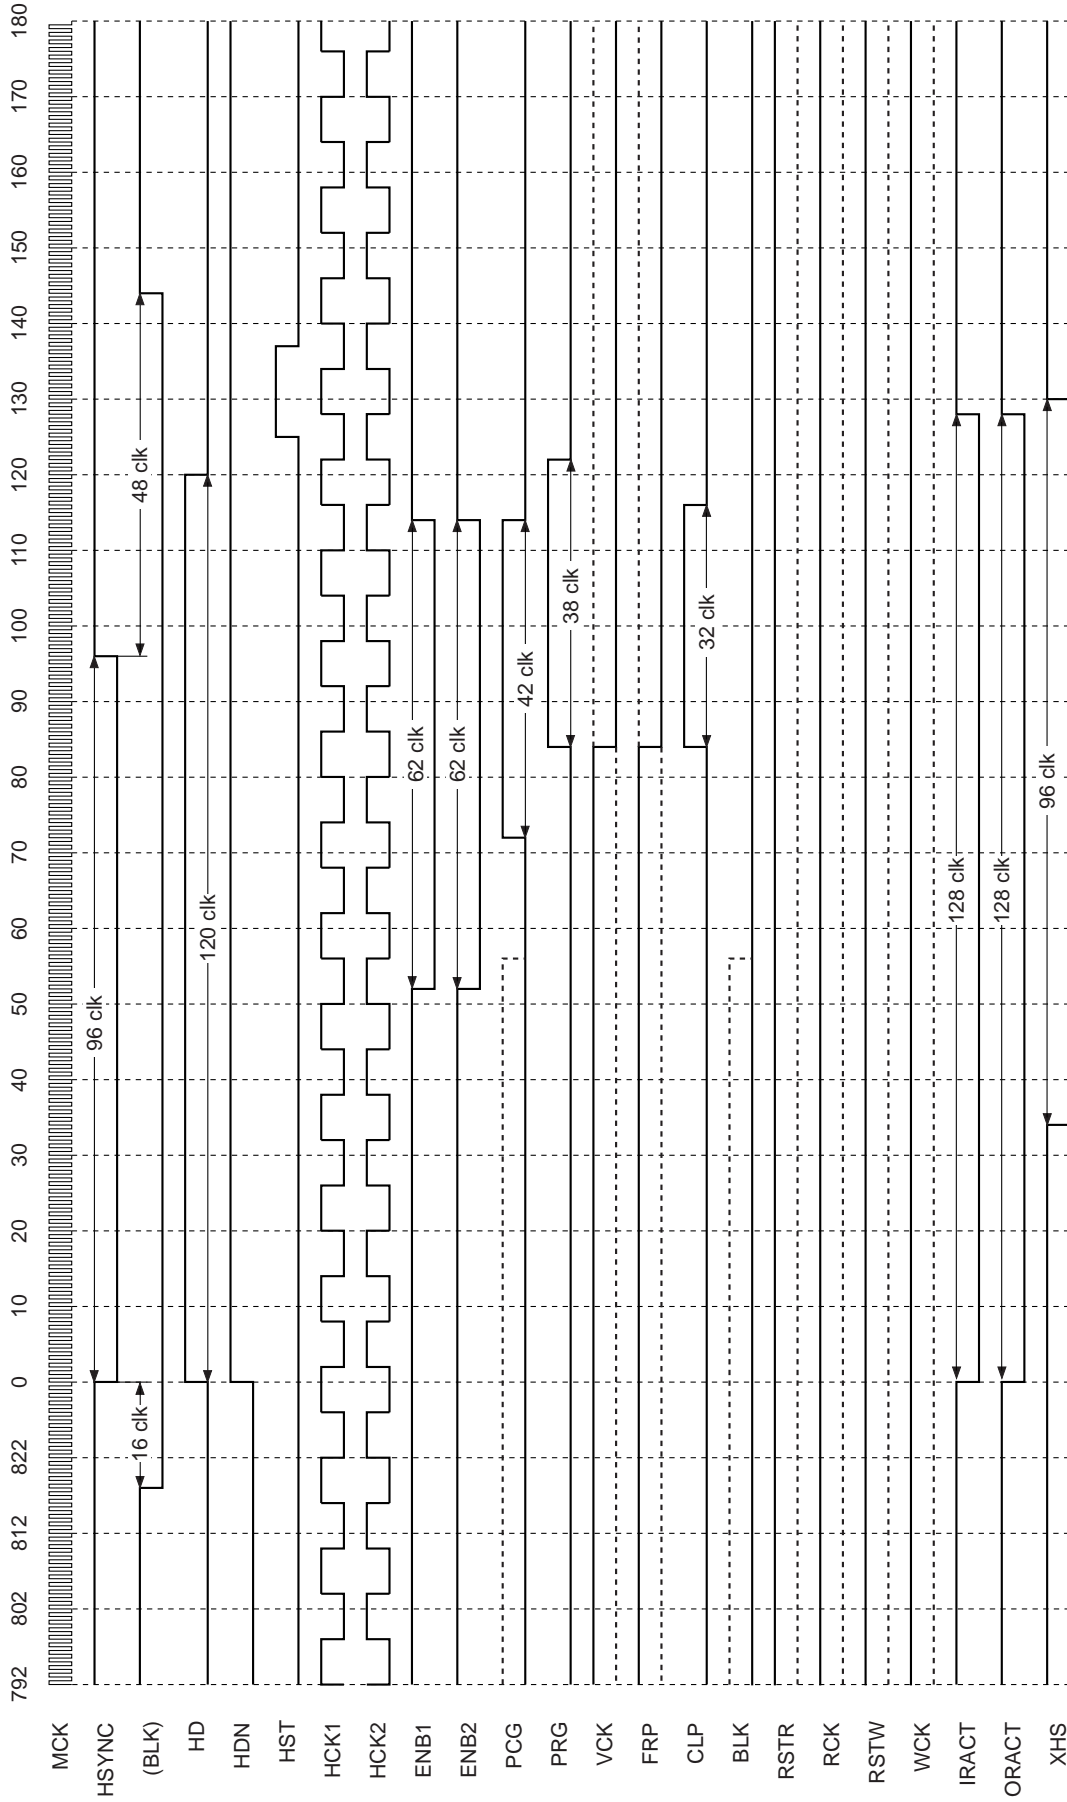 MCK
HSYNC
(BLK)
HD
HDN
HST
HCK1
HCK2
ENB1
ENB2
PCG
PRG
VCK
FRP
CLP
BLK
RSTR
RCK
RSTW
WCK
IRACT
ORACT
XHS
792
802
812
822
0
10
20
30
40
50
60
70
80
90
100
110
120
130
140
150
160
170
180
96 clk
16 clk
48 clk
120 clk
62 clk
62 clk
42 clk
38 clk
32 clk
128 clk
128 clk
96 clk